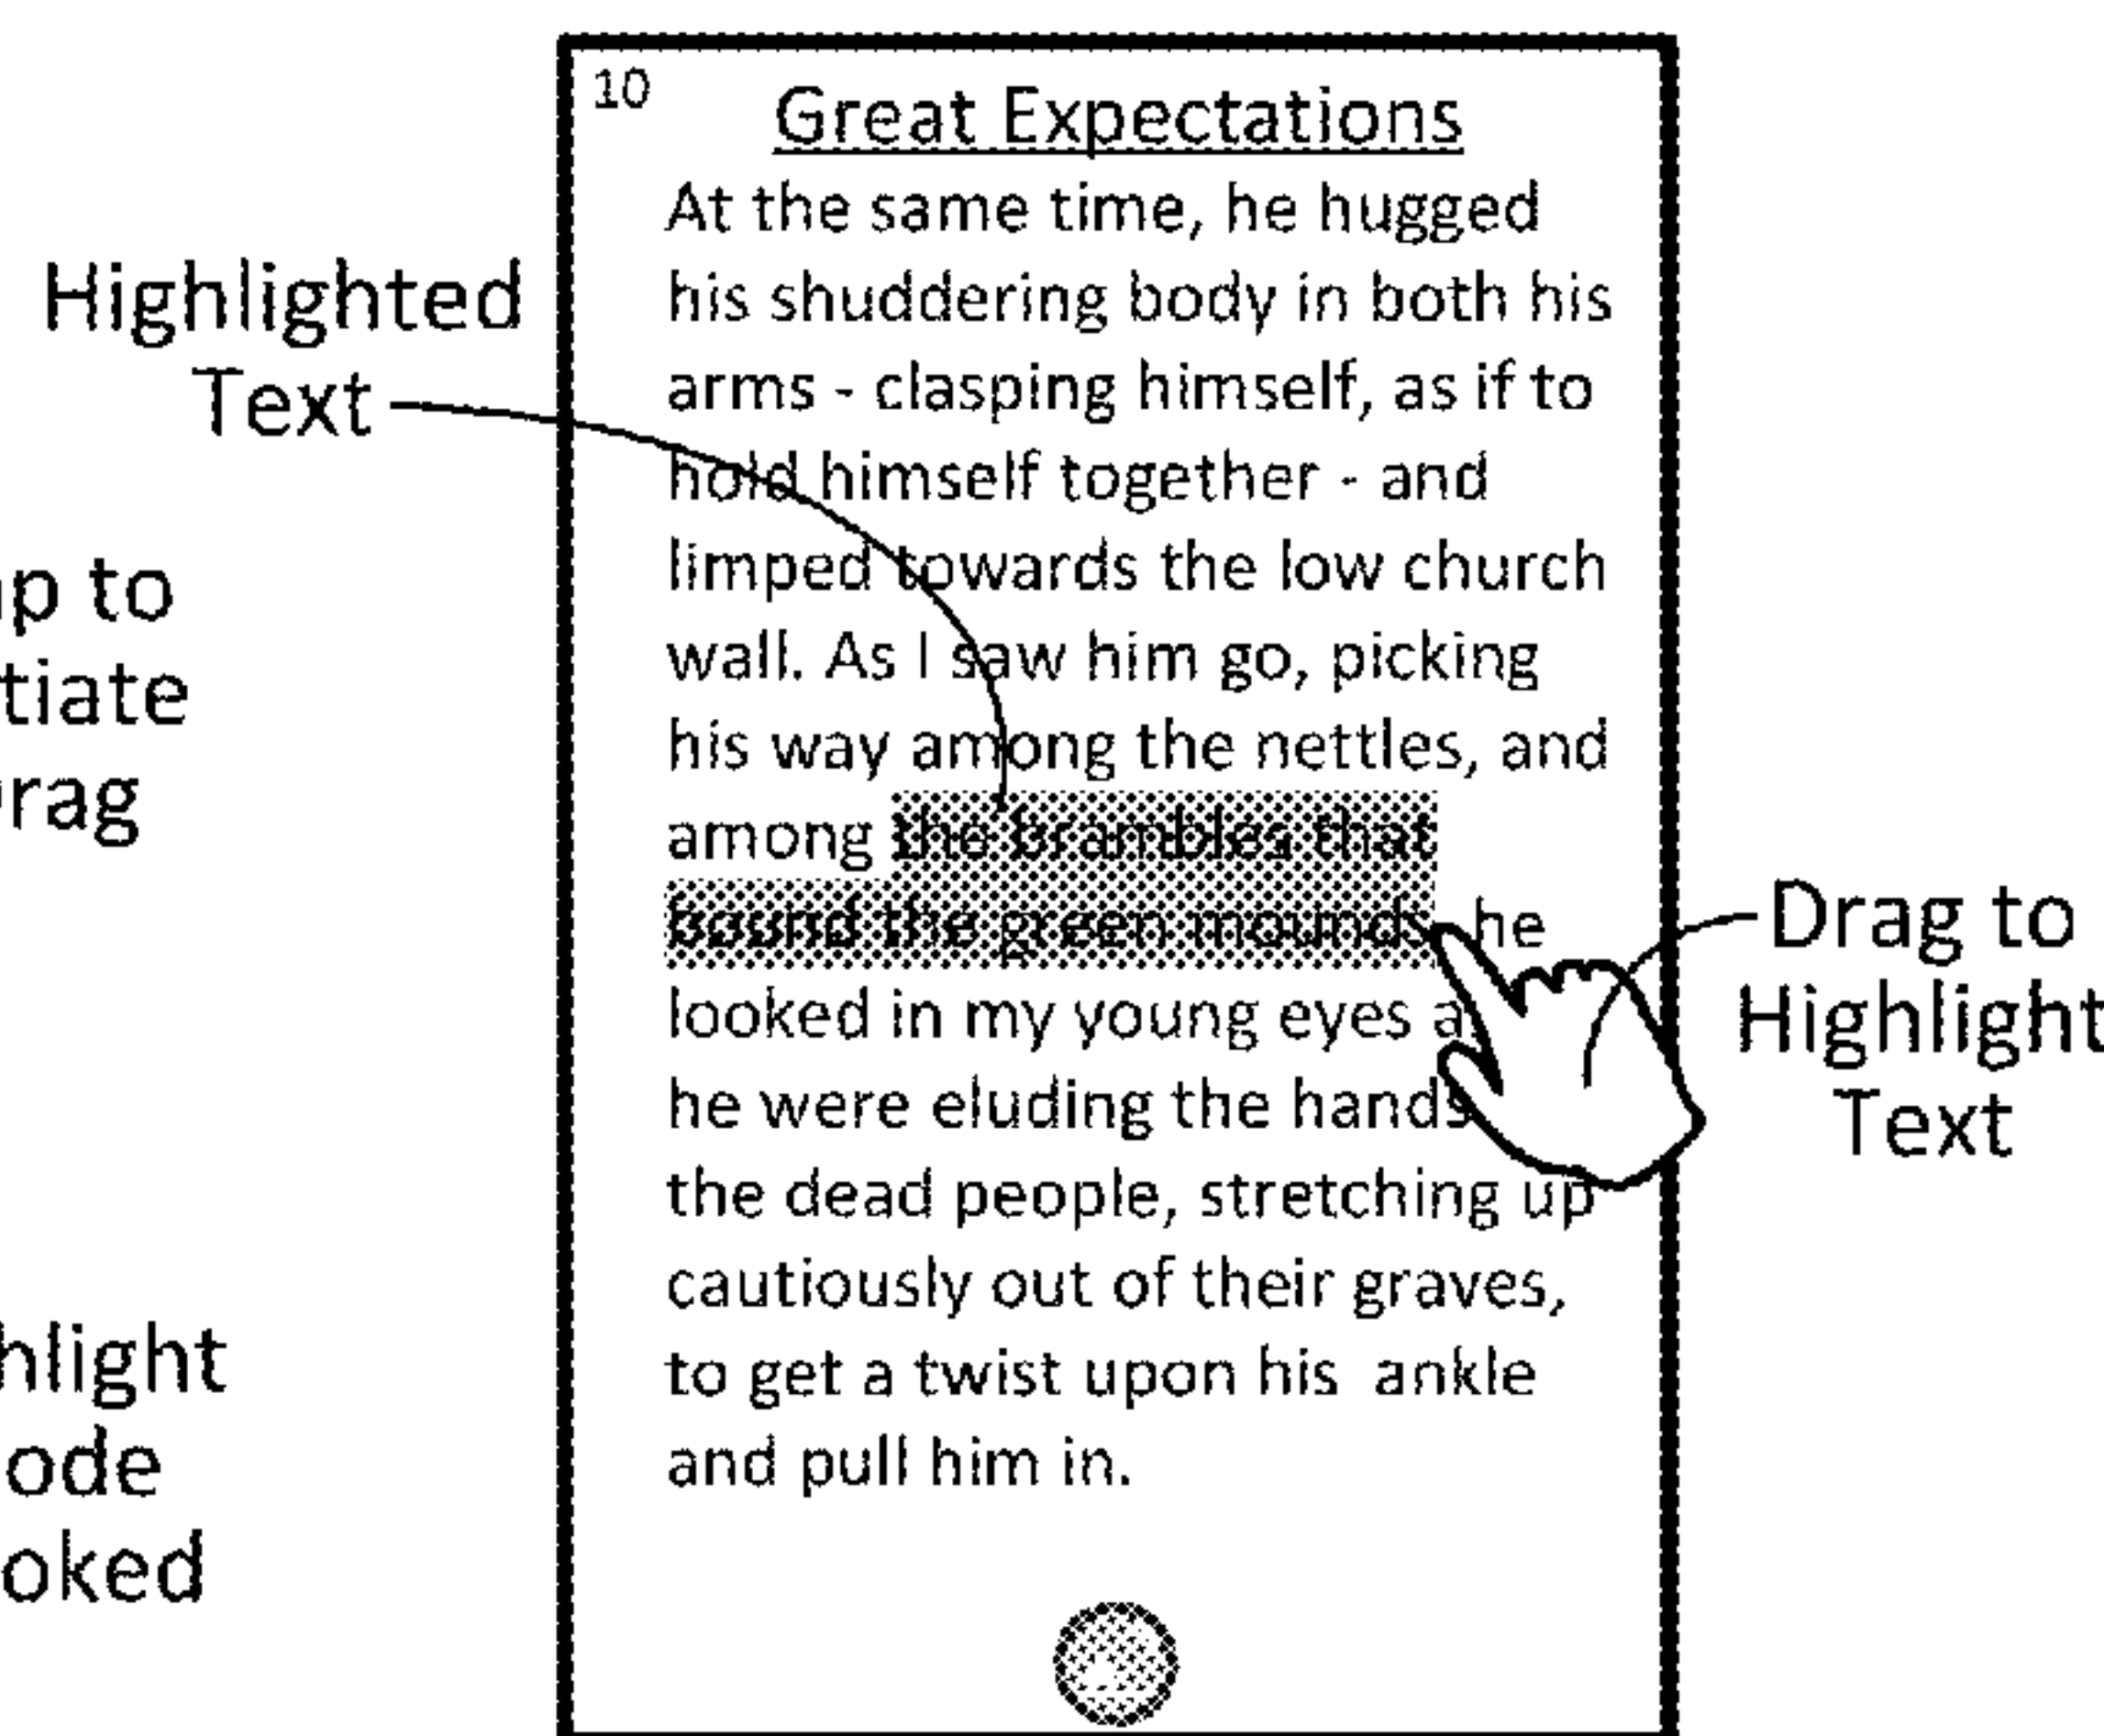 10
Great Expectations
At the same time, he hugged
his shuddering body in both his
arms - clasping himself, as if to
hold himself together - and
limped towards the low church
wall. As I saw him go, picking
his way among the nettles, and
among the brambles that
bound the green mounds, he
looked in my young eyes a
he were eluding the hands
the dead people, stretching up
cautiously out of their graves,
to get a twist upon his ankle
and pull him in.
Highlighted
Text
p to
tiate
rag
hlight
ode
oked
Drag to
Highlight
Text